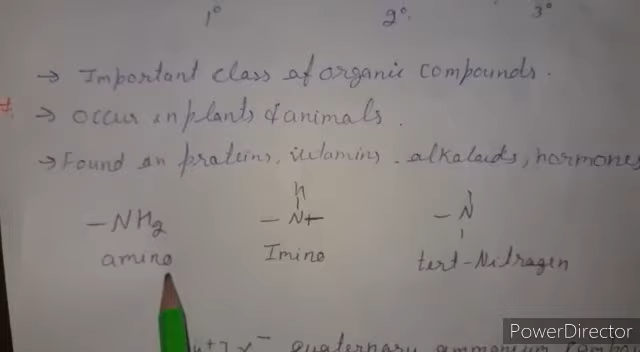 1° 2°. 3°
→ Important class of organic compounds.
→ Occur in plants & animals.
→ Found in proteins, vitamins, alkaloids, hormones
H
-NH2 -N- -N
amino Imino tert-Nitrogen
quaternary ammonium
PowerDirector